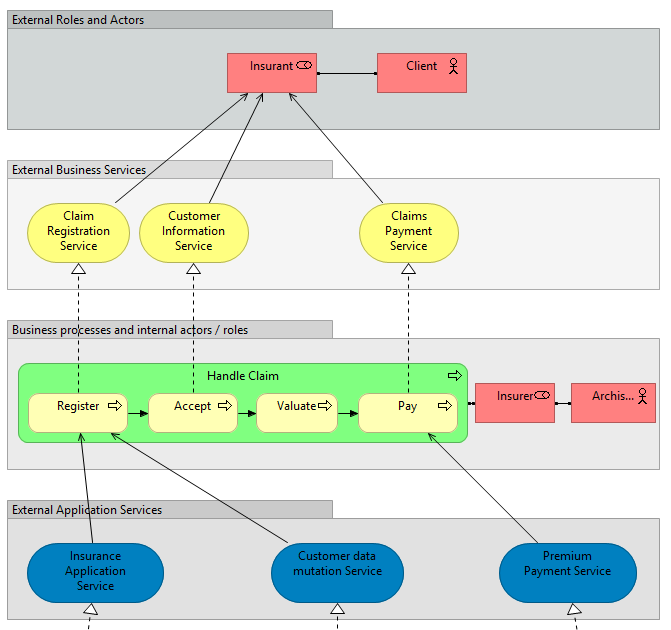 External Roles and Actors
Insurant
Client
External Business Services
Claim
Registration
Service
Customer
Information
Service
Claims
Payment
Service
Business processes and internal actors / roles
Handle Claim
Register
Accept
Valuate
Pay
Insurer
Archis...
External Application Services
Insurance
Application
Service
Customer data
mutation Service
Premium
Payment Service